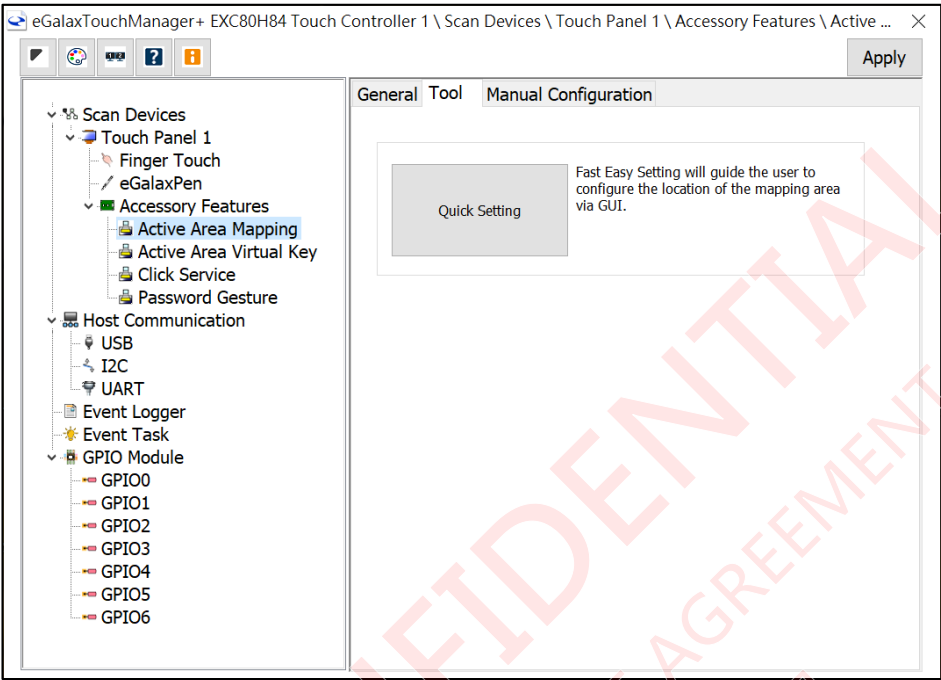 eGalaxTouchManager+ EXC80H84 Touch Controller 1 \ Scan Devices \ Touch Panel 1 \ Accessory Features \ Active ...
Apply
General Tool Manual Configuration
Scan Devices
Touch Panel 1
Finger Touch
eGalaxPen
Accessory Features
Active Area Mapping
Active Area Virtual Key
Click Service
Password Gesture
Host Communication
USB
I2C
UART
Event Logger
Event Task
GPIO Module
GPIO0
GPIO1
GPIO2
GPIO3
GPIO4
GPIO5
GPIO6
Quick Setting
Fast Easy Setting will guide the user to
configure the location of the mapping area
via GUI.
FIDENTIAL
AGREEMENT